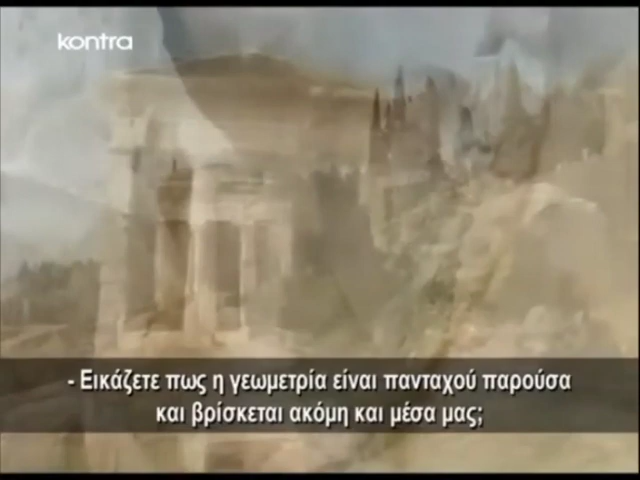 kontra
- Εικάζετε πως η γεωμετρία είναι πανταχού παρούσα
και βρίσκεται ακόμη και μέσα μας;